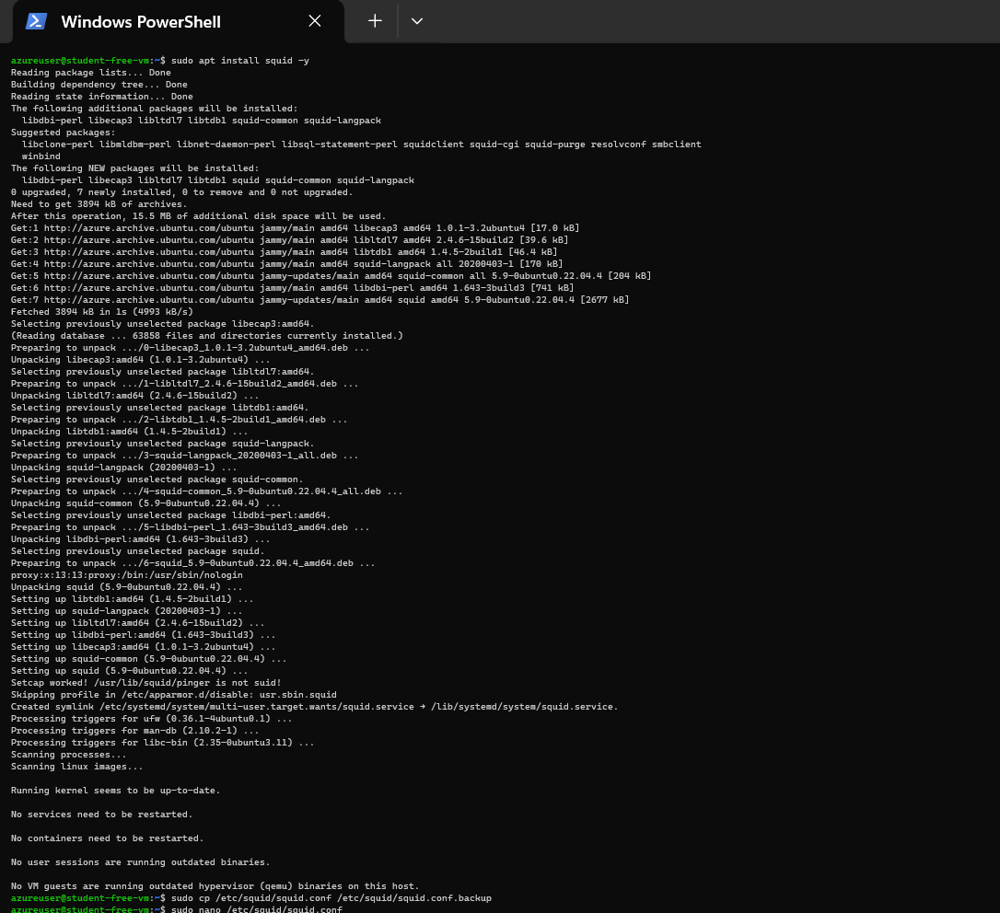 Windows PowerShell
azureuser@student-free-vm:~$ sudo apt install squid -y
Reading package lists... Done
Building dependency tree... Done
Reading state information... Done
The following additional packages will be installed:
  libdbi-perl libecap3 libltdl7 libtdb1 squid-common squid-langpack
Suggested packages:
  libclone-perl libmldbm-perl libnet-daemon-perl libsql-statement-perl squidclient squid-cgi squid-purge resolvconf smbclient
  winbind
The following NEW packages will be installed:
  libdbi-perl libecap3 libltdl7 libtdb1 squid squid-common squid-langpack
0 upgraded, 7 newly installed, 0 to remove and 0 not upgraded.
Need to get 3894 kB of archives.
After this operation, 15.5 MB of additional disk space will be used.
Get:1 http://azure.archive.ubuntu.com/ubuntu jammy/main amd64 libecap3 amd64 1.0.1-3.2ubuntu4 [17.0 kB]
Get:2 http://azure.archive.ubuntu.com/ubuntu jammy/main amd64 libltdl7 amd64 2.4.6-15build2 [39.6 kB]
Get:3 http://azure.archive.ubuntu.com/ubuntu jammy/main amd64 libtdb1 amd64 1.4.5-2build1 [46.4 kB]
Get:4 http://azure.archive.ubuntu.com/ubuntu jammy/main amd64 squid-langpack all 20200403-1 [170 kB]
Get:5 http://azure.archive.ubuntu.com/ubuntu jammy-updates/main amd64 squid-common all 5.9-0ubuntu0.22.04.4 [204 kB]
Get:6 http://azure.archive.ubuntu.com/ubuntu jammy/main amd64 libdbi-perl amd64 1.643-3build3 [741 kB]
Get:7 http://azure.archive.ubuntu.com/ubuntu jammy-updates/main amd64 squid amd64 5.9-0ubuntu0.22.04.4 [2677 kB]
Fetched 3894 kB in 1s (4993 kB/s)
Selecting previously unselected package libecap3:amd64.
(Reading database ... 63858 files and directories currently installed.)
Preparing to unpack .../0-libecap3_1.0.1-3.2ubuntu4_amd64.deb ...
Unpacking libecap3:amd64 (1.0.1-3.2ubuntu4) ...
Selecting previously unselected package libltdl7:amd64.
Preparing to unpack .../1-libltdl7_2.4.6-15build2_amd64.deb ...
Unpacking libltdl7:amd64 (2.4.6-15build2) ...
Selecting previously unselected package libtdb1:amd64.
Preparing to unpack .../2-libtdb1_1.4.5-2build1_amd64.deb ...
Unpacking libtdb1:amd64 (1.4.5-2build1) ...
Selecting previously unselected package squid-langpack.
Preparing to unpack .../3-squid-langpack_20200403-1_all.deb ...
Unpacking squid-langpack (20200403-1) ...
Selecting previously unselected package squid-common.
Preparing to unpack .../4-squid-common_5.9-0ubuntu0.22.04.4_all.deb ...
Unpacking squid-common (5.9-0ubuntu0.22.04.4) ...
Selecting previously unselected package libdbi-perl:amd64.
Preparing to unpack .../5-libdbi-perl_1.643-3build3_amd64.deb ...
Unpacking libdbi-perl:amd64 (1.643-3build3) ...
Selecting previously unselected package squid.
Preparing to unpack .../6-squid_5.9-0ubuntu0.22.04.4_amd64.deb ...
proxy:x:13:13:proxy:/bin:/usr/sbin/nologin
Unpacking squid (5.9-0ubuntu0.22.04.4) ...
Setting up libtdb1:amd64 (1.4.5-2build1) ...
Setting up squid-langpack (20200403-1) ...
Setting up libltdl7:amd64 (2.4.6-15build2) ...
Setting up libdbi-perl:amd64 (1.643-3build3) ...
Setting up libecap3:amd64 (1.0.1-3.2ubuntu4) ...
Setting up squid-common (5.9-0ubuntu0.22.04.4) ...
Setting up squid (5.9-0ubuntu0.22.04.4) ...
Setcap worked! /usr/lib/squid/pinger is not suid!
Skipping profile in /etc/apparmor.d/disable: usr.sbin.squid
Created symlink /etc/systemd/system/multi-user.target.wants/squid.service → /lib/systemd/system/squid.service.
Processing triggers for ufw (0.36.1-4ubuntu0.1) ...
Processing triggers for man-db (2.10.2-1) ...
Processing triggers for libc-bin (2.35-0ubuntu3.11) ...
Scanning processes...
Scanning linux images...
Running kernel seems to be up-to-date.
No services need to be restarted.
No containers need to be restarted.
No user sessions are running outdated binaries.
No VM guests are running outdated hypervisor (qemu) binaries on this host.
azureuser@student-free-vm:~$ sudo cp /etc/squid/squid.conf /etc/squid/squid.conf.backup
azureuser@student-free-vm:~$ sudo nano /etc/squid/squid.conf